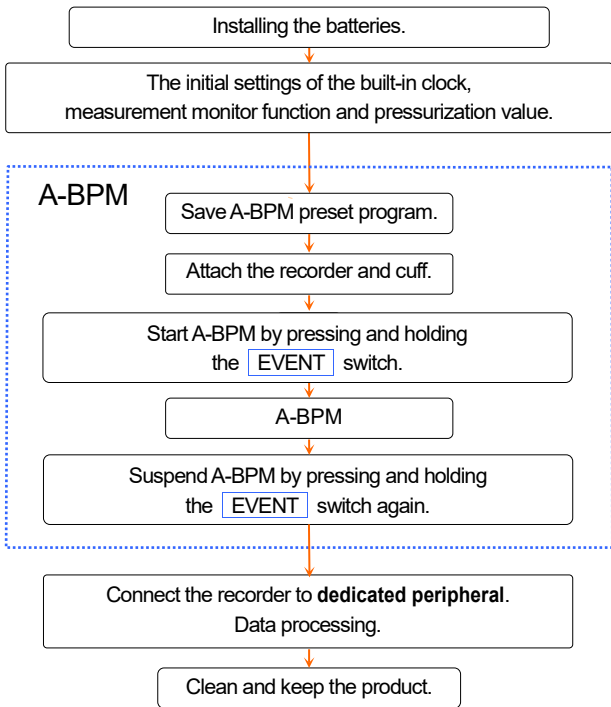 Installing the batteries.
The initial settings of the built-in clock,
measurement monitor function and pressurization value.
A-BPM
Save A-BPM preset program.
Attach the recorder and cuff.
Start A-BPM by pressing and holding
the EVENT switch.
A-BPM
Suspend A-BPM by pressing and holding
the EVENT switch again.
Connect the recorder to dedicated peripheral.
Data processing.
Clean and keep the product.